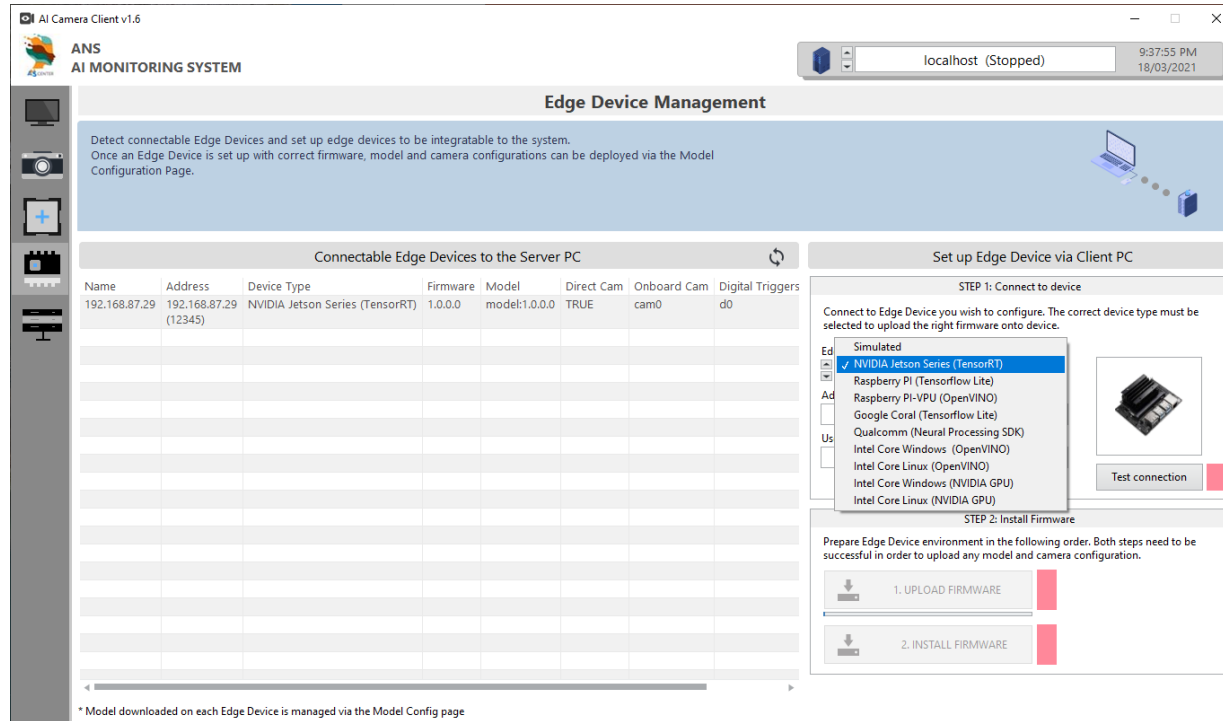 AI Camera Client v1.6
ANS
AI MONITORING SYSTEM
localhost (Stopped)
9:37:55 PM
18/03/2021
Edge Device Management
Detect connectable Edge Devices and set up edge devices to be integratable to the system.
Once an Edge Device is set up with correct firmware, model and camera configurations can be deployed via the Model
Configuration Page.
Connectable Edge Devices to the Server PC
Name Address Device Type Firmware Model Direct Cam Onboard Cam Digital Triggers
192.168.87.29 192.168.87.29 NVIDIA Jetson Series (TensorRT) 1.0.0.0 model:1.0.0.0 TRUE cam0 d0
(12345)
* Model downloaded on each Edge Device is managed via the Model Config page
Set up Edge Device via Client PC
STEP 1: Connect to device
Connect to Edge Device you wish to configure. The correct device type must be
selected to upload the right firmware onto device.
Ed
Ad
Us
Simulated
✓ NVIDIA Jetson Series (TensorRT)
Raspberry PI (Tensorflow Lite)
Raspberry PI-VPU (OpenVINO)
Google Coral (Tensorflow Lite)
Qualcomm (Neural Processing SDK)
Intel Core Windows (OpenVINO)
Intel Core Linux (OpenVINO)
Intel Core Windows (NVIDIA GPU)
Intel Core Linux (NVIDIA GPU)
Test connection
STEP 2: Install Firmware
Prepare Edge Device environment in the following order. Both steps need to be
successful in order to upload any model and camera configuration.
1. UPLOAD FIRMWARE
2. INSTALL FIRMWARE